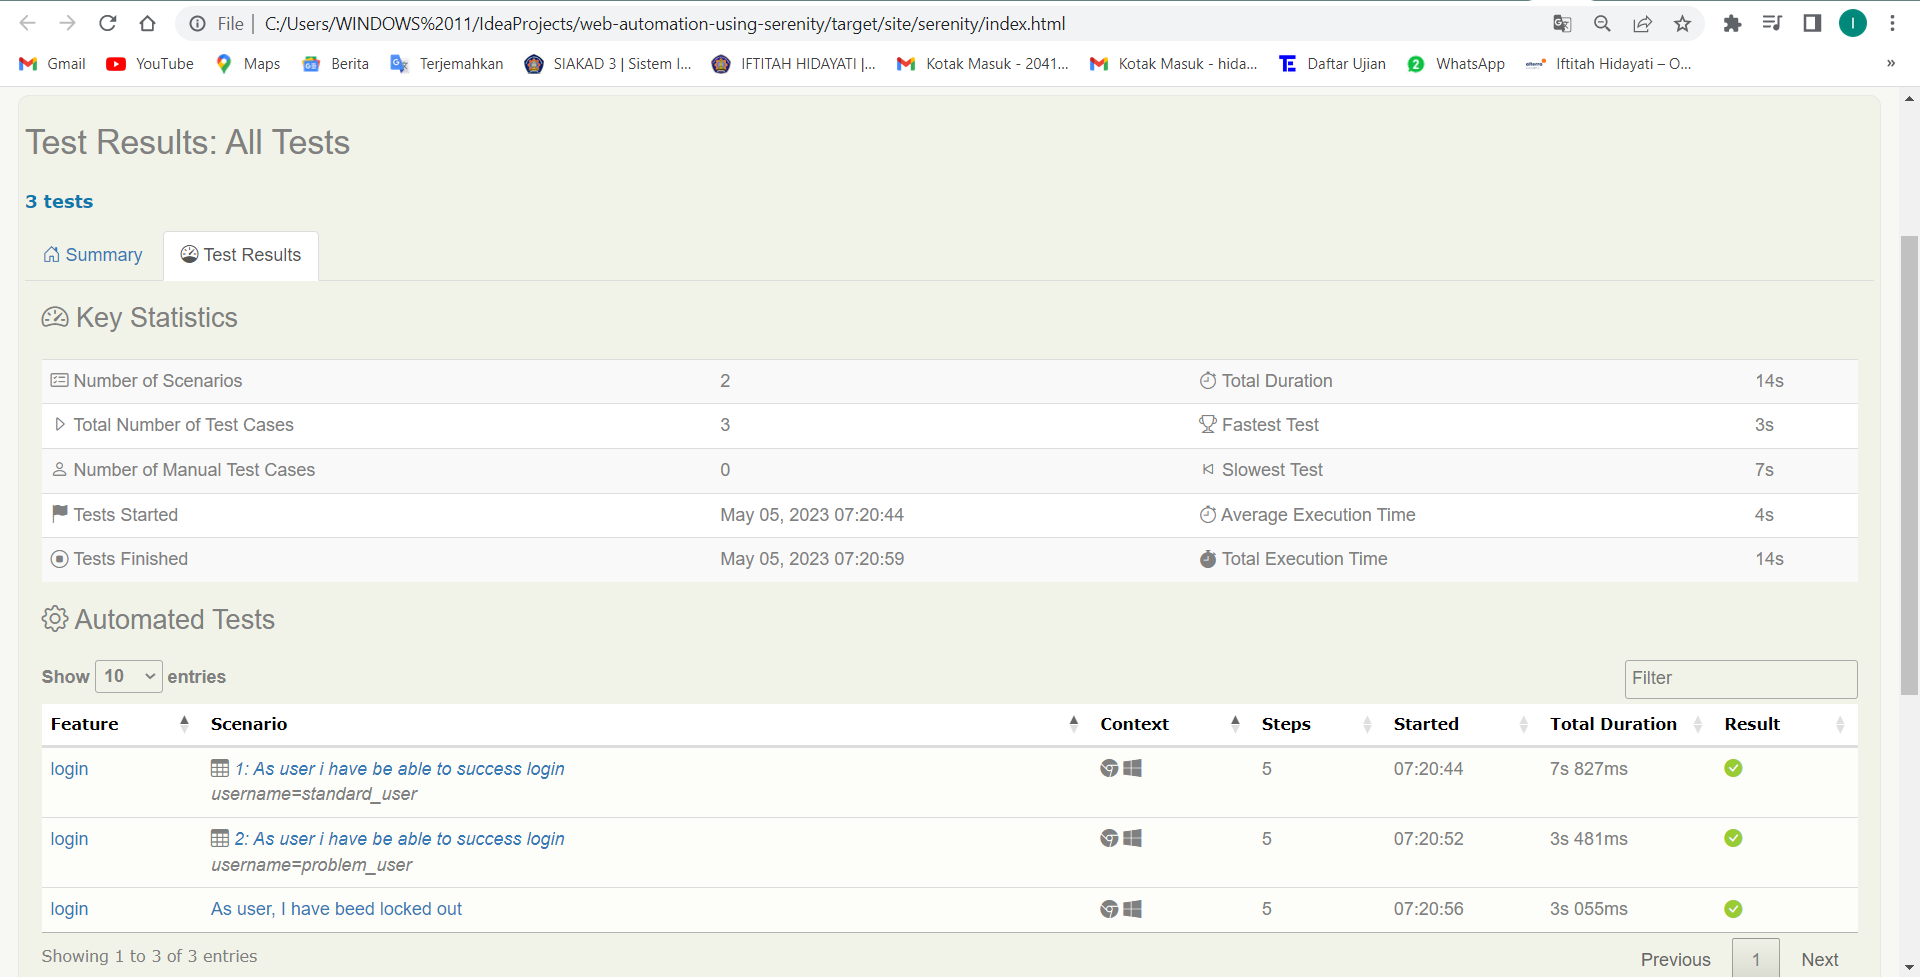 File C:/Users/WINDOWS%2011/IdeaProjects/web-automation-using-serenity/target/site/serenity/index.html I
Gmail YouTube Maps Berita Terjemahkan SIAKAD 3 | Sistem I... IFTITAH HIDAYATI |... Kotak Masuk - 2041... Kotak Masuk - hida... TE Daftar Ujian 2 WhatsApp Iftitah Hidayati – O... »
Test Results: All Tests
3 tests
Summary Test Results
Key Statistics
Number of Scenarios 2 Total Duration 14s
Total Number of Test Cases 3 Fastest Test 3s
Number of Manual Test Cases 0 Slowest Test 7s
Tests Started May 05, 2023 07:20:44 Average Execution Time 4s
Tests Finished May 05, 2023 07:20:59 Total Execution Time 14s
Automated Tests
Show 10 entries Filter
Feature Scenario Context Steps Started Total Duration Result
login 1: As user i have be able to success login 5 07:20:44 7s 827ms
username=standard_user
login 2: As user i have be able to success login 5 07:20:52 3s 481ms
username=problem_user
login As user, I have beed locked out 5 07:20:56 3s 055ms
Showing 1 to 3 of 3 entries Previous 1 Next